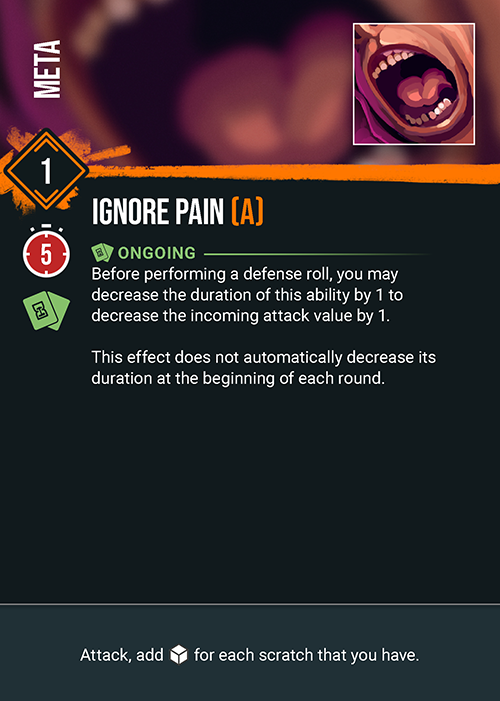 META
1
IGNORE PAIN (A)
5
ONGOING
Before performing a defense roll, you may
decrease the duration of this ability by 1 to
decrease the incoming attack value by 1.
This effect does not automatically decrease its
duration at the beginning of each round.
Attack, add for each scratch that you have.